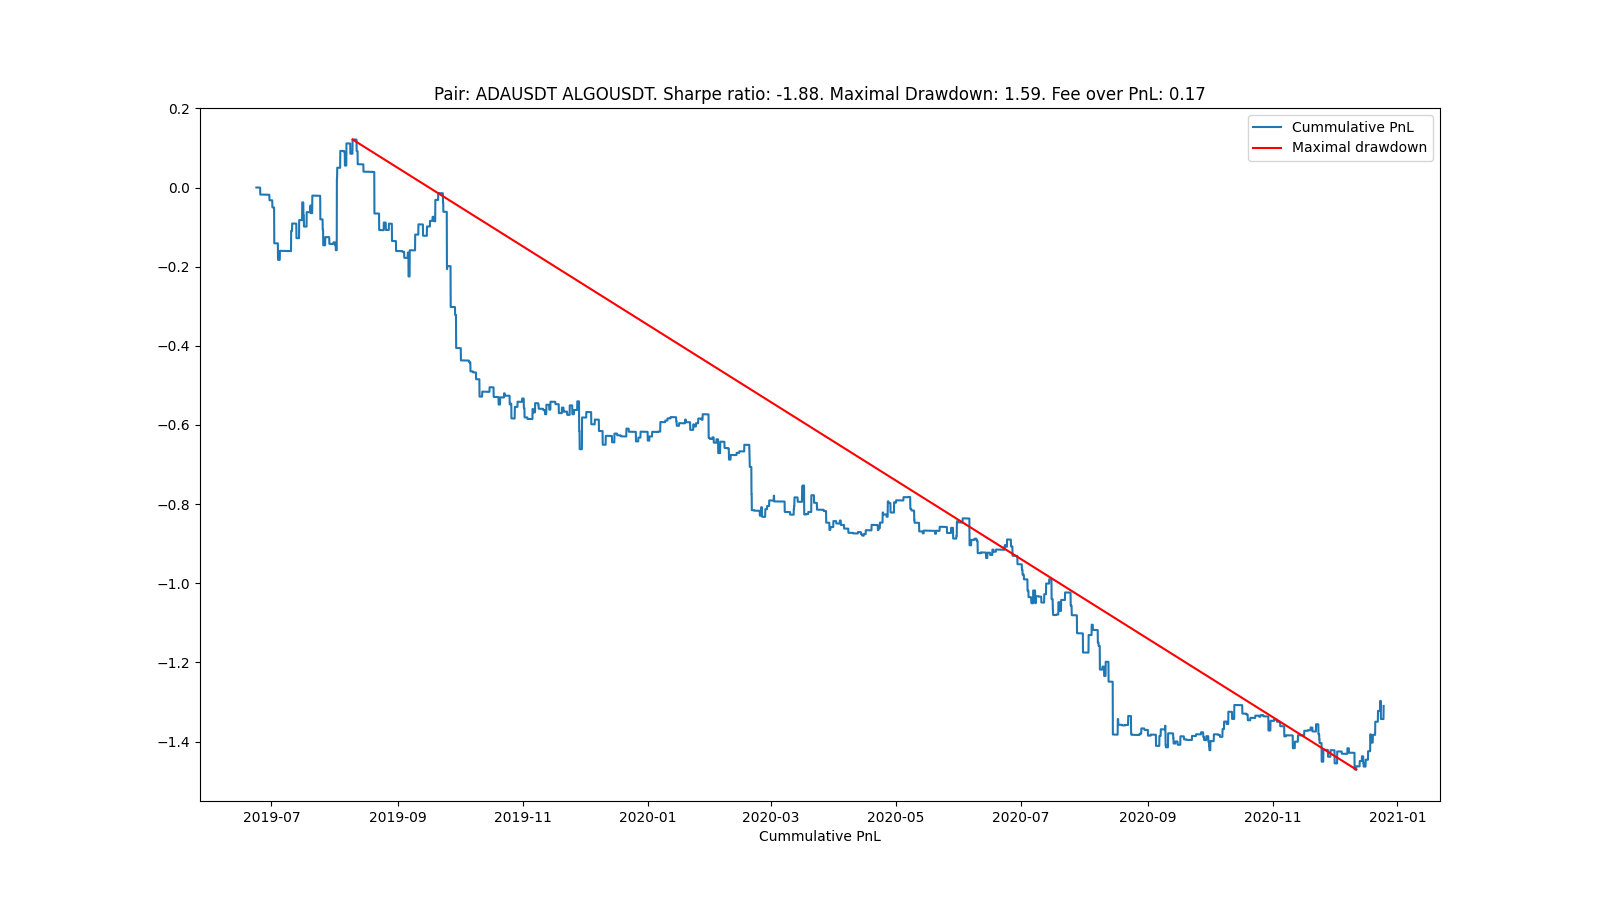 Pair: ADAUSDT ALGOUSDT. Sharpe ratio: -1.88. Maximal Drawdown: 1.59. Fee over PnL: 0.17
Cummulative PnL
Maximal drawdown
0.2
0.0
−0.2
−0.4
−0.6
−0.8
−1.0
−1.2
−1.4
2019-07 2019-09 2019-11 2020-01 2020-03 2020-05 2020-07 2020-09 2020-11 2021-01
Cummulative PnL